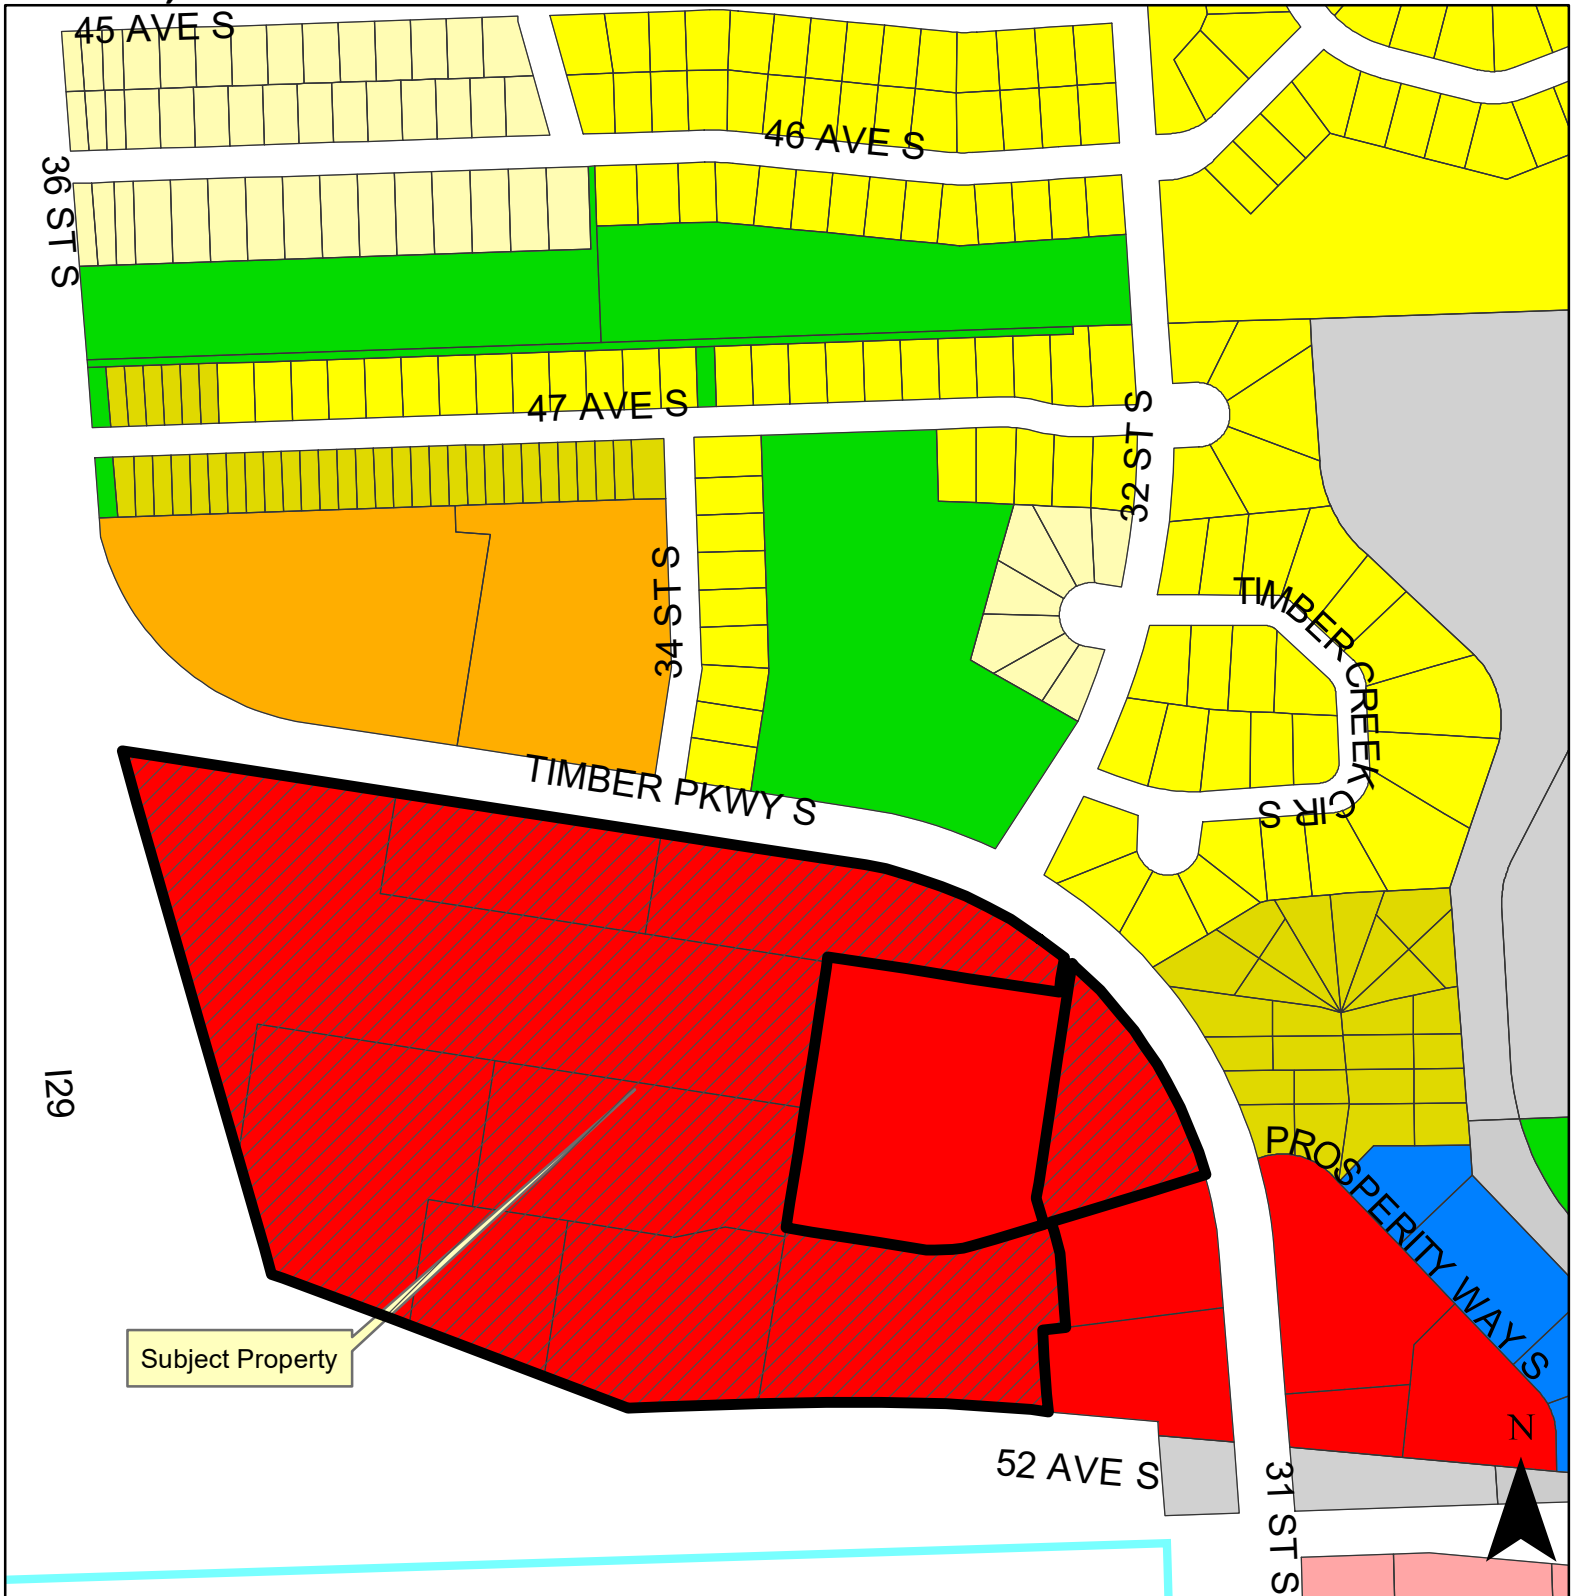 45 AVE S
46 AVE S
36 ST S
47 AVE S
32 ST S
34 ST S
TIMBER CREEK CIR S
TIMBER PKWY S
I29
PROSPERITY WAY S
Subject Property
N
52 AVE S
31 ST S